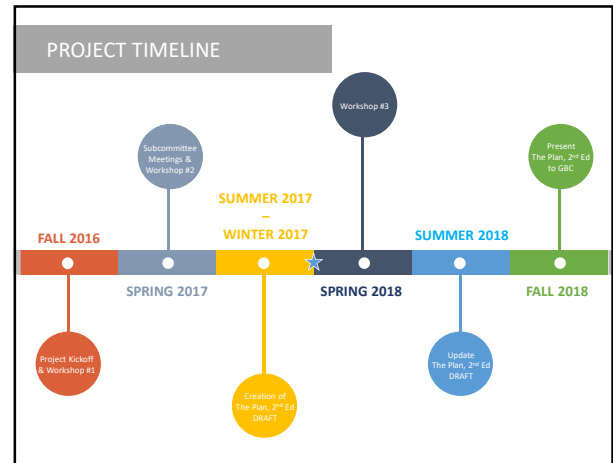 PROJECT TIMELINE
Workshop #3
Subcommittee
Meetings &
Workshop #2
Present
The Plan, 2nd Ed
to GBC
SUMMER 2017
–
WINTER 2017
FALL 2016
SUMMER 2018
SPRING 2017
SPRING 2018
FALL 2018
Project Kickoff
& Workshop #1
Creation of
The Plan, 2nd Ed
DRAFT
Update
The Plan, 2nd Ed
DRAFT